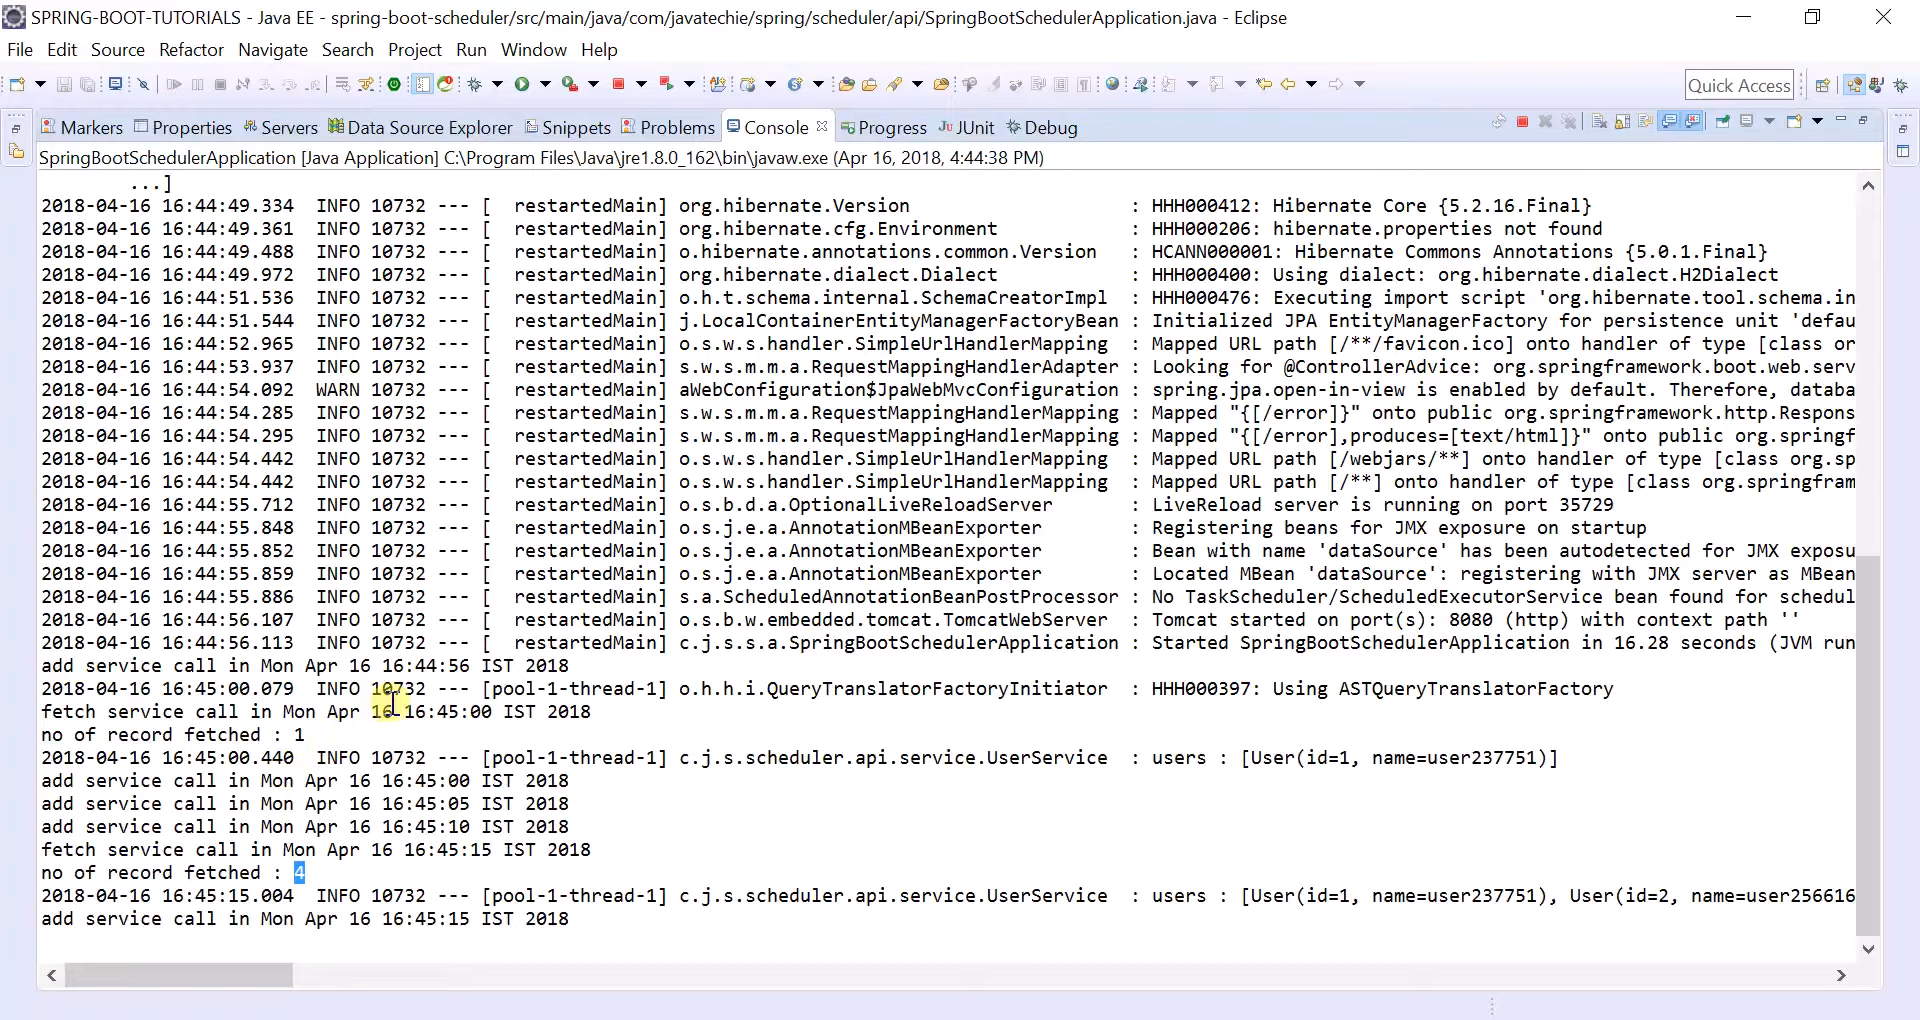 SPRING-BOOT-TUTORIALS - Java EE - spring-boot-scheduler/src/main/java/com/javatechie/spring/scheduler/api/SpringBootSchedulerApplication.java - Eclipse
File Edit Source Refactor Navigate Search Project Run Window Help
Quick Access
Markers Properties Servers Data Source Explorer Snippets Problems Console Progress JUnit Debug
SpringBootSchedulerApplication [Java Application] C:\Program Files\Java\jre1.8.0_162\bin\javaw.exe (Apr 16, 2018, 4:44:38 PM)
...]
2018-04-16 16:44:49.334  INFO 10732 --- [  restartedMain] org.hibernate.Version                    : HHH000412: Hibernate Core {5.2.16.Final}
2018-04-16 16:44:49.361  INFO 10732 --- [  restartedMain] org.hibernate.cfg.Environment            : HHH000206: hibernate.properties not found
2018-04-16 16:44:49.488  INFO 10732 --- [  restartedMain] o.hibernate.annotations.common.Version   : HCANN000001: Hibernate Commons Annotations {5.0.1.Final}
2018-04-16 16:44:49.972  INFO 10732 --- [  restartedMain] org.hibernate.dialect.Dialect            : HHH000400: Using dialect: org.hibernate.dialect.H2Dialect
2018-04-16 16:44:51.536  INFO 10732 --- [  restartedMain] o.h.t.schema.internal.SchemaCreatorImpl  : HHH000476: Executing import script 'org.hibernate.tool.schema.in
2018-04-16 16:44:51.544  INFO 10732 --- [  restartedMain] j.LocalContainerEntityManagerFactoryBean : Initialized JPA EntityManagerFactory for persistence unit 'defau
2018-04-16 16:44:52.965  INFO 10732 --- [  restartedMain] o.s.w.s.handler.SimpleUrlHandlerMapping  : Mapped URL path [/**/favicon.ico] onto handler of type [class or
2018-04-16 16:44:53.937  INFO 10732 --- [  restartedMain] s.w.s.m.m.a.RequestMappingHandlerAdapter : Looking for @ControllerAdvice: org.springframework.boot.web.serv
2018-04-16 16:44:54.092  WARN 10732 --- [  restartedMain] aWebConfiguration$JpaWebMvcConfiguration : spring.jpa.open-in-view is enabled by default. Therefore, databa
2018-04-16 16:44:54.285  INFO 10732 --- [  restartedMain] s.w.s.m.m.a.RequestMappingHandlerMapping : Mapped "{[/error]}" onto public org.springframework.http.Respons
2018-04-16 16:44:54.295  INFO 10732 --- [  restartedMain] s.w.s.m.m.a.RequestMappingHandlerMapping : Mapped "{[/error],produces=[text/html]}" onto public org.springf
2018-04-16 16:44:54.442  INFO 10732 --- [  restartedMain] o.s.w.s.handler.SimpleUrlHandlerMapping  : Mapped URL path [/webjars/**] onto handler of type [class org.sp
2018-04-16 16:44:54.442  INFO 10732 --- [  restartedMain] o.s.w.s.handler.SimpleUrlHandlerMapping  : Mapped URL path [/**] onto handler of type [class org.springfram
2018-04-16 16:44:55.712  INFO 10732 --- [  restartedMain] o.s.b.d.a.OptionalLiveReloadServer       : LiveReload server is running on port 35729
2018-04-16 16:44:55.848  INFO 10732 --- [  restartedMain] o.s.j.e.a.AnnotationMBeanExporter        : Registering beans for JMX exposure on startup
2018-04-16 16:44:55.852  INFO 10732 --- [  restartedMain] o.s.j.e.a.AnnotationMBeanExporter        : Bean with name 'dataSource' has been autodetected for JMX exposu
2018-04-16 16:44:55.859  INFO 10732 --- [  restartedMain] o.s.j.e.a.AnnotationMBeanExporter        : Located MBean 'dataSource': registering with JMX server as MBean
2018-04-16 16:44:55.886  INFO 10732 --- [  restartedMain] s.a.ScheduledAnnotationBeanPostProcessor : No TaskScheduler/ScheduledExecutorService bean found for schedul
2018-04-16 16:44:56.107  INFO 10732 --- [  restartedMain] o.s.b.w.embedded.tomcat.TomcatWebServer  : Tomcat started on port(s): 8080 (http) with context path ''
2018-04-16 16:44:56.113  INFO 10732 --- [  restartedMain] c.j.s.s.a.SpringBootSchedulerApplication : Started SpringBootSchedulerApplication in 16.28 seconds (JVM run
add service call in Mon Apr 16 16:44:56 IST 2018
2018-04-16 16:45:00.079  INFO 10732 --- [pool-1-thread-1] o.h.h.i.QueryTranslatorFactoryInitiator  : HHH000397: Using ASTQueryTranslatorFactory
fetch service call in Mon Apr 16 16:45:00 IST 2018
no of record fetched : 1
2018-04-16 16:45:00.440  INFO 10732 --- [pool-1-thread-1] c.j.s.scheduler.api.service.UserService  : users : [User(id=1, name=user237751)]
add service call in Mon Apr 16 16:45:00 IST 2018
add service call in Mon Apr 16 16:45:05 IST 2018
add service call in Mon Apr 16 16:45:10 IST 2018
fetch service call in Mon Apr 16 16:45:15 IST 2018
no of record fetched : 4
2018-04-16 16:45:15.004  INFO 10732 --- [pool-1-thread-1] c.j.s.scheduler.api.service.UserService  : users : [User(id=1, name=user237751), User(id=2, name=user256616
add service call in Mon Apr 16 16:45:15 IST 2018